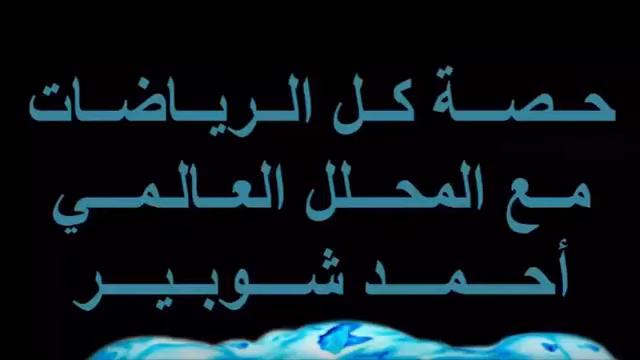 حصة كل الرياضات
مع المحلل العالمي
أحمد شوبير